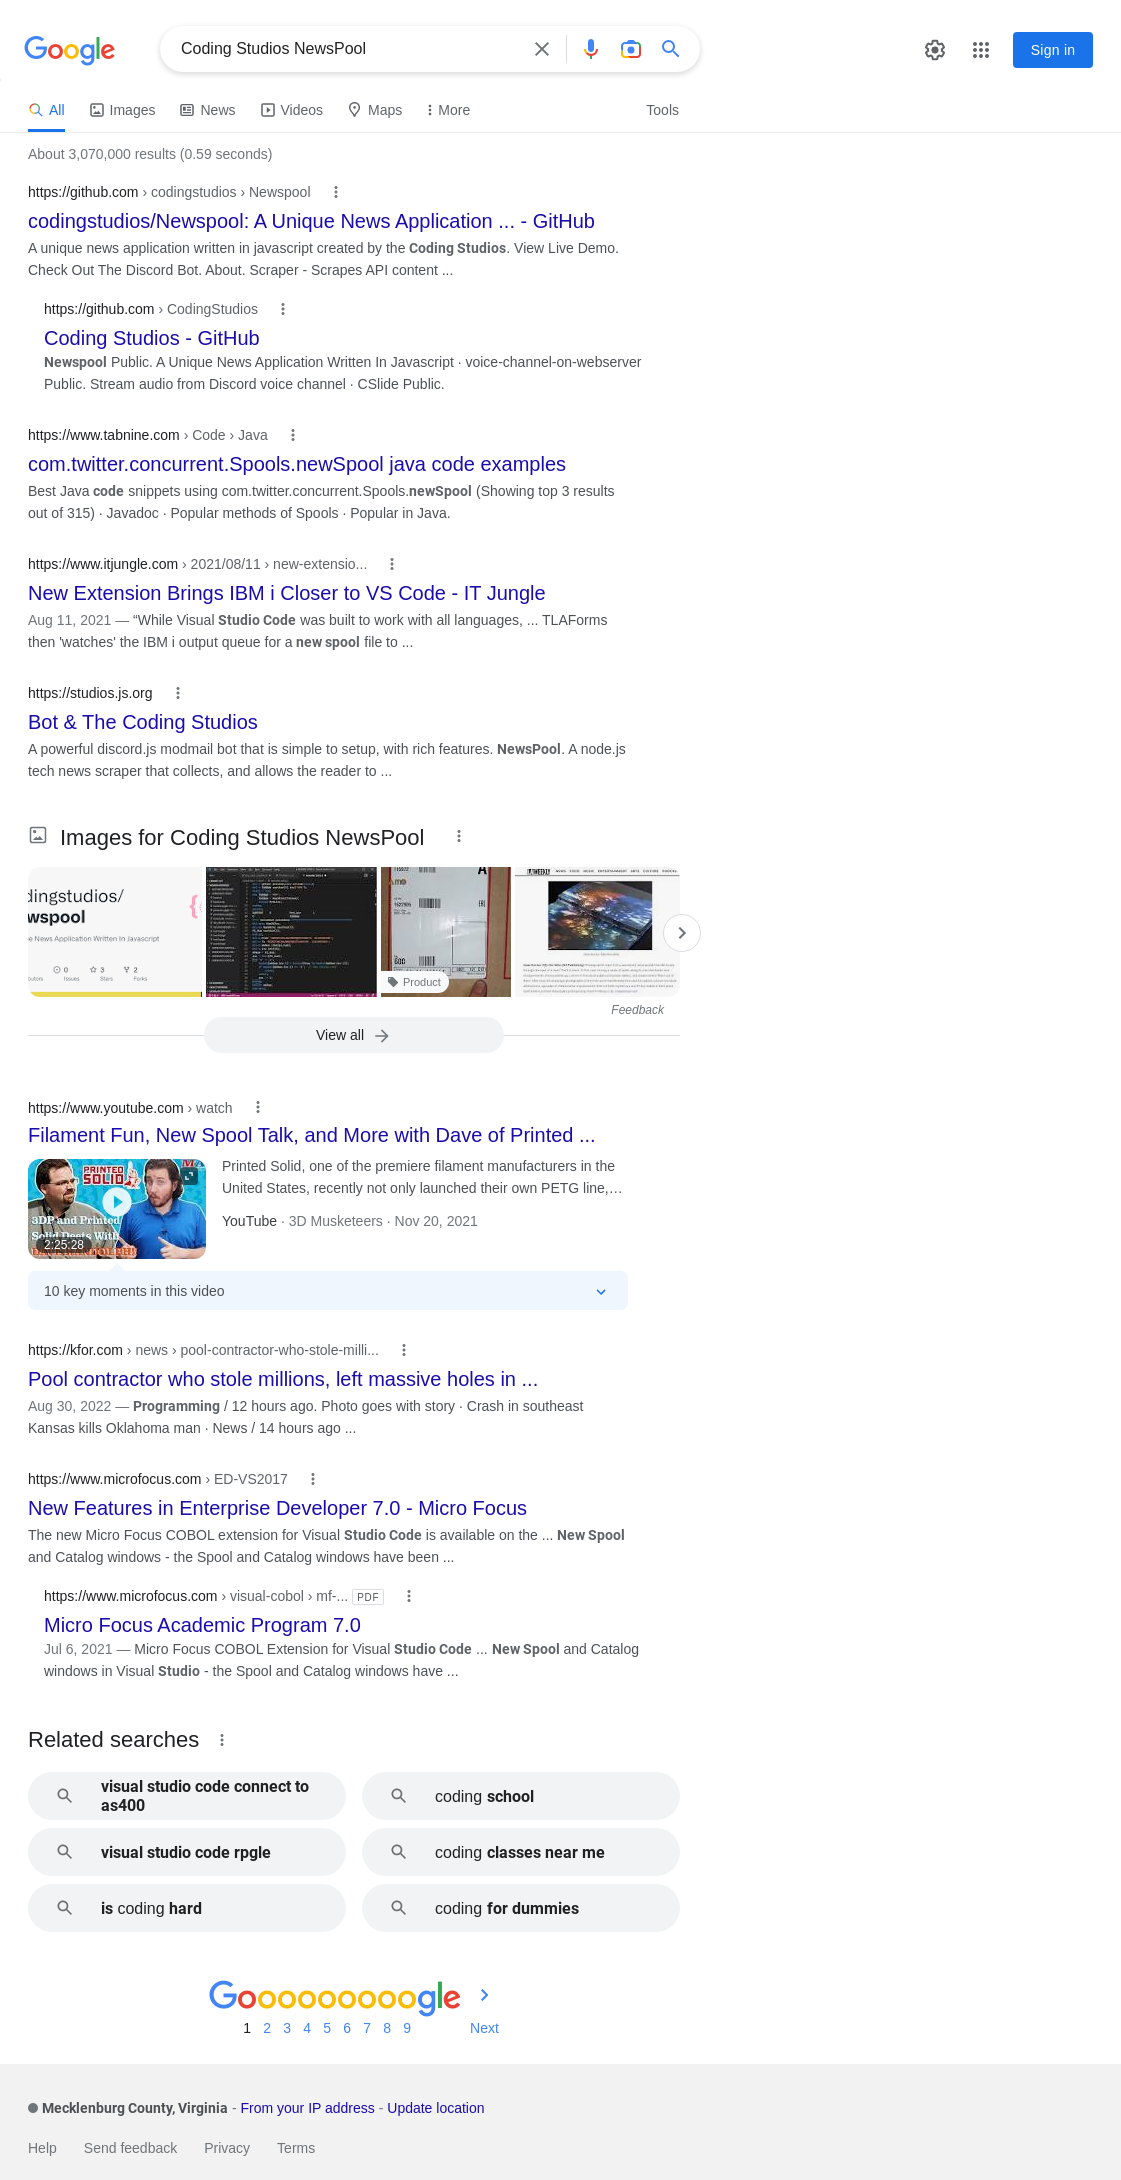 Google
Coding Studios NewsPool
Sign in
All
Images
News
Videos
Maps
More
Tools
About 3,070,000 results (0.59 seconds)
https://github.com › codingstudios › Newspool
codingstudios/Newspool: A Unique News Application ... - GitHub
A unique news application written in javascript created by the Coding Studios. View Live Demo.
Check Out The Discord Bot. About. Scraper - Scrapes API content ...
https://github.com › CodingStudios
Coding Studios - GitHub
Newspool Public. A Unique News Application Written In Javascript · voice-channel-on-webserver
Public. Stream audio from Discord voice channel · CSlide Public.
https://www.tabnine.com › Code › Java
com.twitter.concurrent.Spools.newSpool java code examples
Best Java code snippets using com.twitter.concurrent.Spools.newSpool (Showing top 3 results
out of 315) · Javadoc · Popular methods of Spools · Popular in Java.
https://www.itjungle.com › 2021/08/11 › new-extensio...
New Extension Brings IBM i Closer to VS Code - IT Jungle
Aug 11, 2021 — “While Visual Studio Code was built to work with all languages, ... TLAForms
then 'watches' the IBM i output queue for a new spool file to ...
https://studios.js.org
Bot & The Coding Studios
A powerful discord.js modmail bot that is simple to setup, with rich features. NewsPool. A node.js
tech news scraper that collects, and allows the reader to ...
Images for Coding Studios NewsPool
dingstudios/
wspool
e News Application Written In Javascript
0
3
2
utors Issues Stars Forks
Product
Feedback
View all
https://www.youtube.com › watch
Filament Fun, New Spool Talk, and More with Dave of Printed ...
PRINTED
SOLID
3DP and Printed
Solid Deets With
2:25:28
Printed Solid, one of the premiere filament manufacturers in the
United States, recently not only launched their own PETG line,…
YouTube · 3D Musketeers · Nov 20, 2021
10 key moments in this video
https://kfor.com › news › pool-contractor-who-stole-milli...
Pool contractor who stole millions, left massive holes in ...
Aug 30, 2022 — Programming / 12 hours ago. Photo goes with story · Crash in southeast
Kansas kills Oklahoma man · News / 14 hours ago ...
https://www.microfocus.com › ED-VS2017
New Features in Enterprise Developer 7.0 - Micro Focus
The new Micro Focus COBOL extension for Visual Studio Code is available on the ... New Spool
and Catalog windows - the Spool and Catalog windows have been ...
https://www.microfocus.com › visual-cobol › mf-... PDF
Micro Focus Academic Program 7.0
Jul 6, 2021 — Micro Focus COBOL Extension for Visual Studio Code ... New Spool and Catalog
windows in Visual Studio - the Spool and Catalog windows have ...
Related searches
visual studio code connect to
as400
coding school
visual studio code rpgle
coding classes near me
is coding hard
coding for dummies
Goooooooooogle
1 2 3 4 5 6 7 8 9 Next
Mecklenburg County, Virginia - From your IP address - Update location
Help Send feedback Privacy Terms